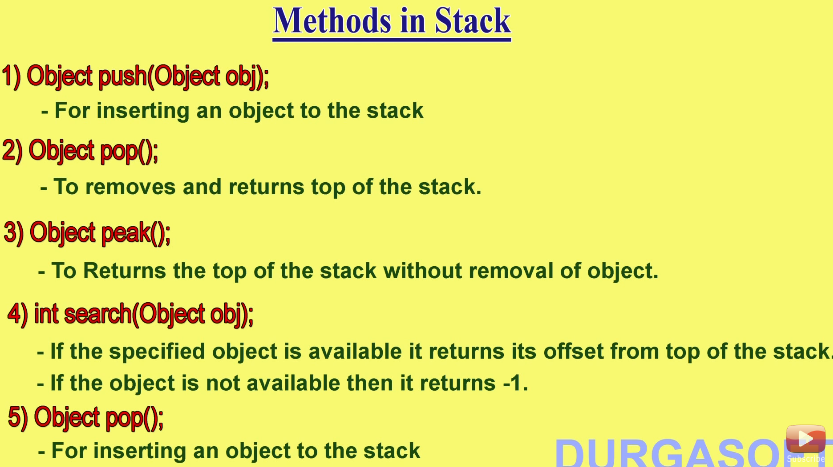 Methods in Stack
1) Object push(Object obj);
- For inserting an object to the stack
2) Object pop();
- To removes and returns top of the stack.
3) Object peak();
- To Returns the top of the stack without removal of object.
4) int search(Object obj);
- If the specified object is available it returns its offset from top of the stack.
- If the object is not available then it returns -1.
5) Object pop();
- For inserting an object to the stack
DURGASOFT